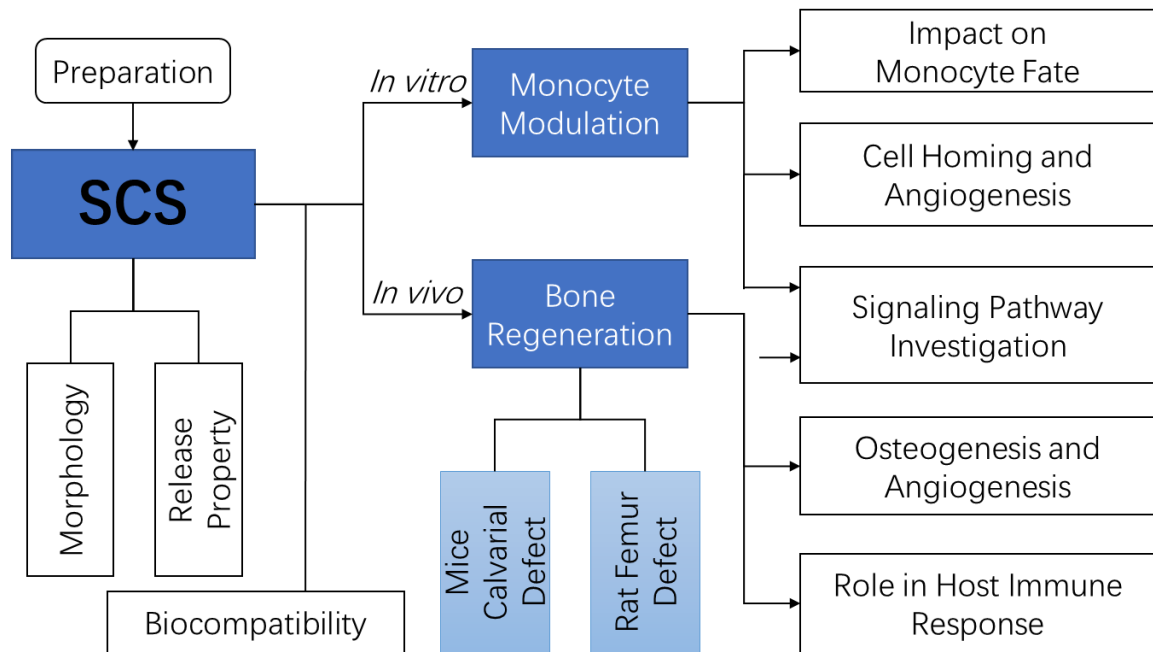 Preparation
SCS
Morphology
Release
Property
Biocompatibility
In vitro
In vivo
Monocyte
Modulation
Bone
Regeneration
Mice
Calvarial
Defect
Rat Femur
Defect
Impact on
Monocyte Fate
Cell Homing and
Angiogenesis
Signaling Pathway
Investigation
Osteogenesis and
Angiogenesis
Role in Host Immune
Response